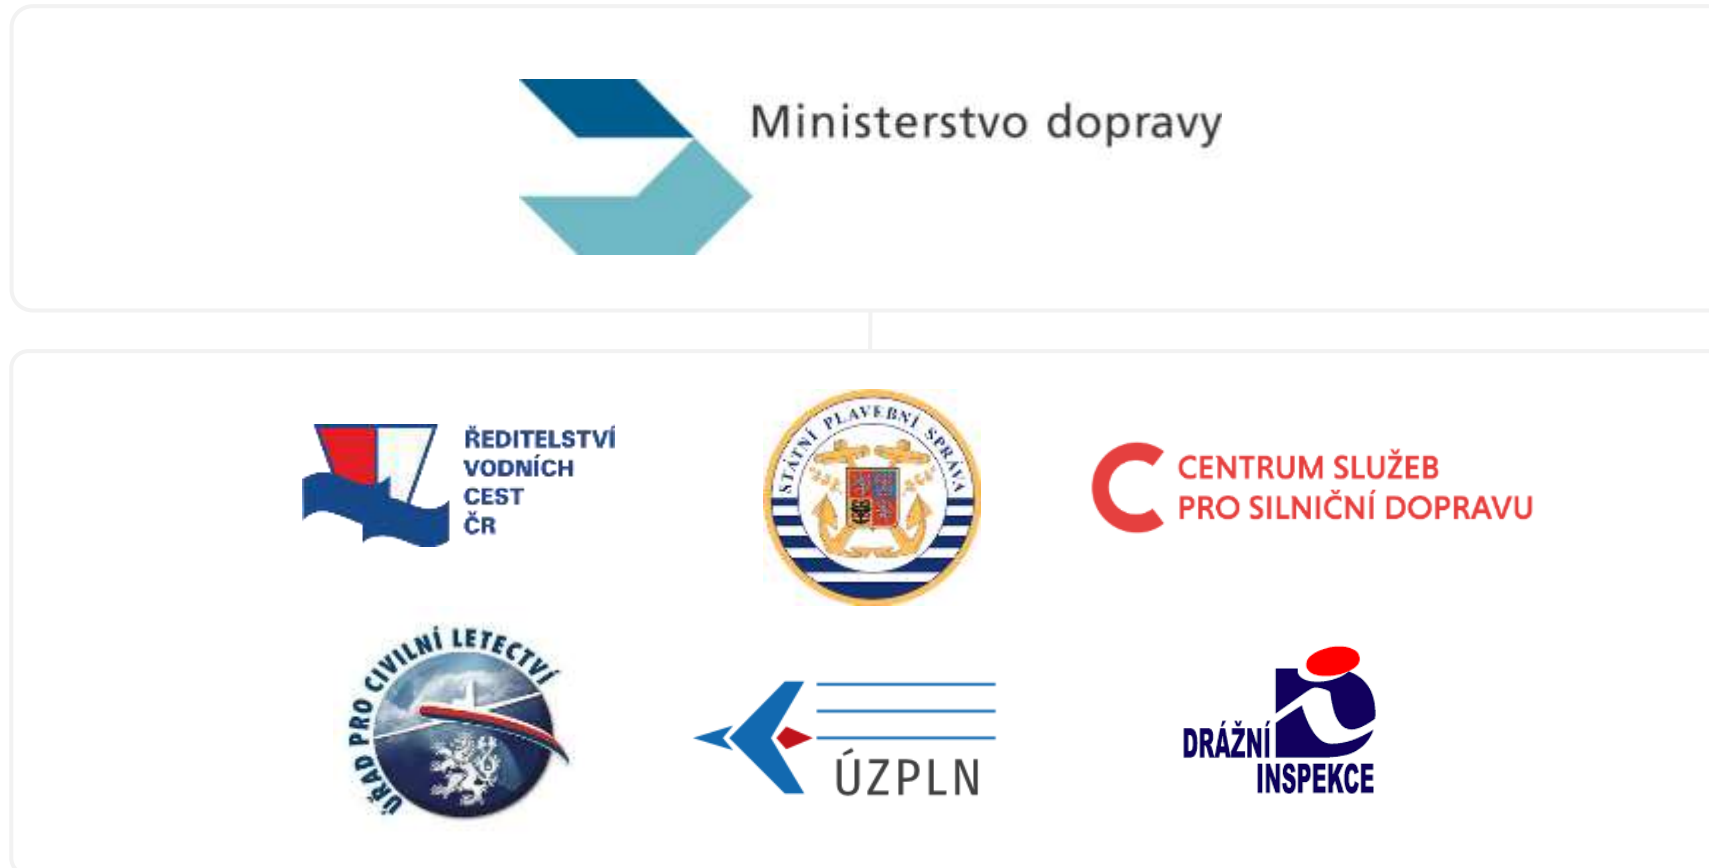 Ministerstvo dopravy
ŘEDITELSTVÍ
VODNÍCH
CEST
ČR
STÁTNÍ PLAVEBNÍ SPRÁVA
CENTRUM SLUŽEB
PRO SILNIČNÍ DOPRAVU
ÚŘAD PRO CIVILNÍ LETECTVÍ
ÚZPLN
DRÁŽNÍ
INSPEKCE